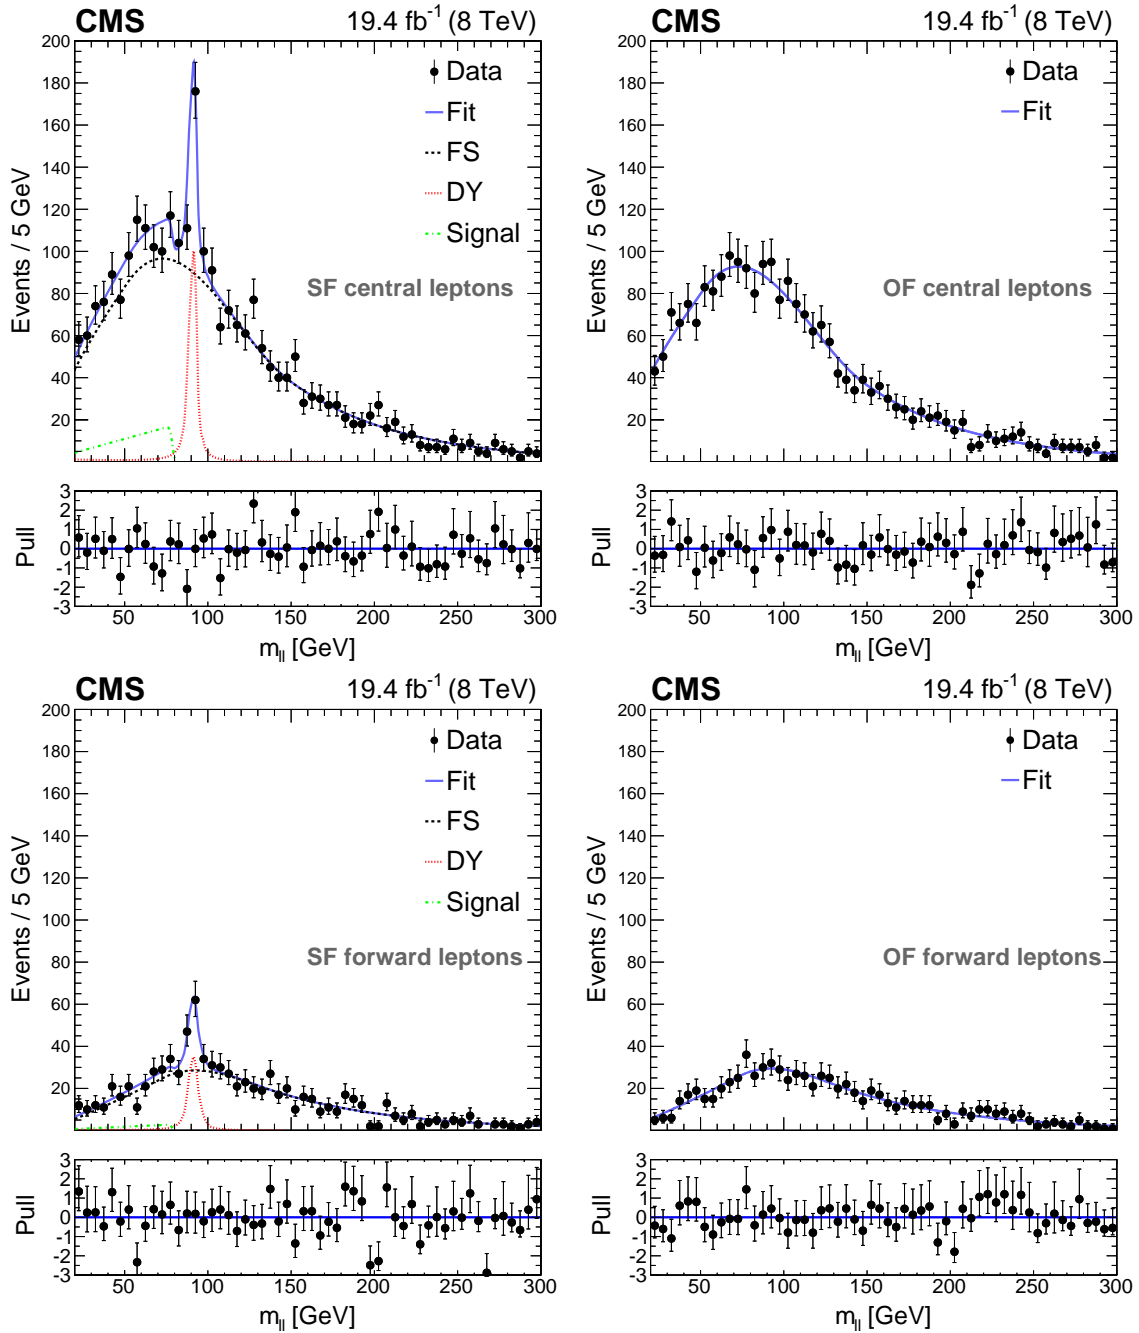 CMS 19.4 fb⁻¹ (8 TeV)
Events / 5 GeV
200
180
160
140
120
100
80
60
40
20
Data
Fit
FS
DY
Signal
SF central leptons
Pull
3
2
1
0
-1
-2
-3
50 100 150 200 250 300
m_ll [GeV]
CMS 19.4 fb⁻¹ (8 TeV)
Events / 5 GeV
200
180
160
140
120
100
80
60
40
20
Data
Fit
OF central leptons
Pull
3
2
1
0
-1
-2
-3
50 100 150 200 250 300
m_ll [GeV]
CMS 19.4 fb⁻¹ (8 TeV)
Events / 5 GeV
200
180
160
140
120
100
80
60
40
20
Data
Fit
FS
DY
Signal
SF forward leptons
Pull
3
2
1
0
-1
-2
-3
50 100 150 200 250 300
m_ll [GeV]
CMS 19.4 fb⁻¹ (8 TeV)
Events / 5 GeV
200
180
160
140
120
100
80
60
40
20
Data
Fit
OF forward leptons
Pull
3
2
1
0
-1
-2
-3
50 100 150 200 250 300
m_ll [GeV]